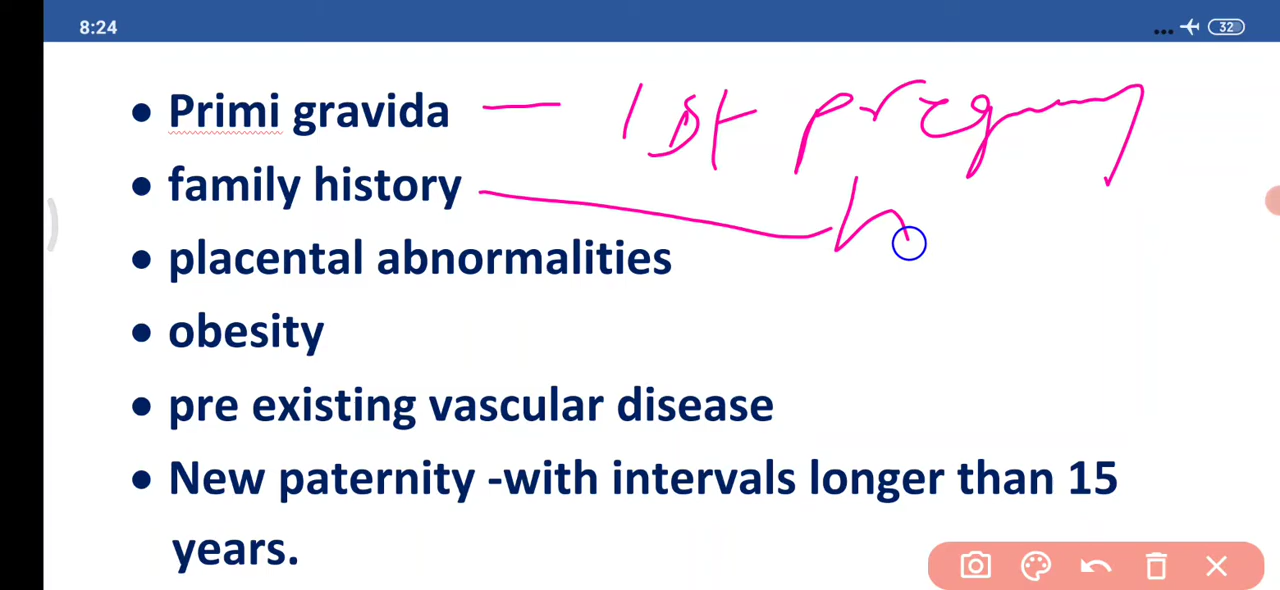 8:24
32
• Primi gravida — 1st pregnancy
• family history
• placental abnormalities
• obesity
• pre existing vascular disease
• New paternity -with intervals longer than 15
years.